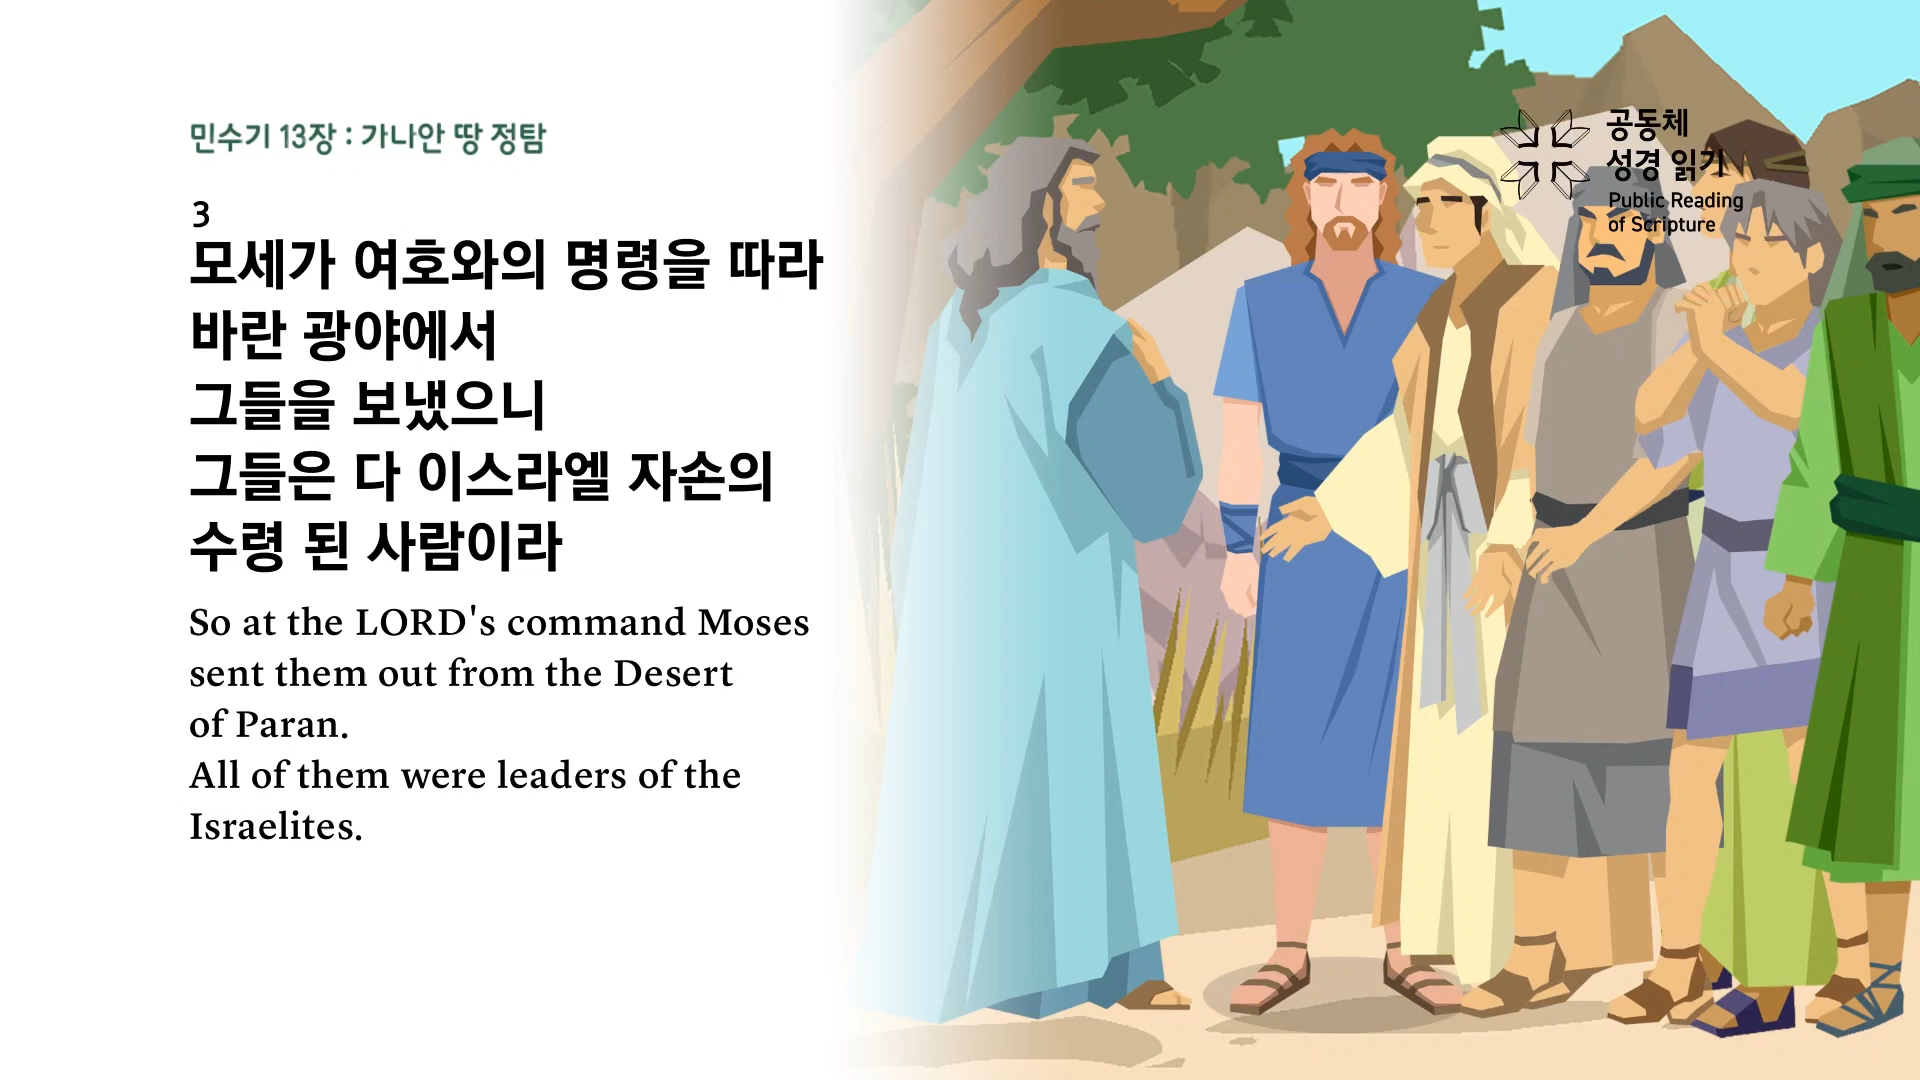 민수기 13장 : 가나안 땅 정탐
3
모세가 여호와의 명령을 따라
바란 광야에서
그들을 보냈으니
그들은 다 이스라엘 자손의
수령 된 사람이라
So at the LORD's command Moses
sent them out from the Desert
of Paran.
All of them were leaders of the
Israelites.
공동체
성경 읽기
Public Reading
of Scripture